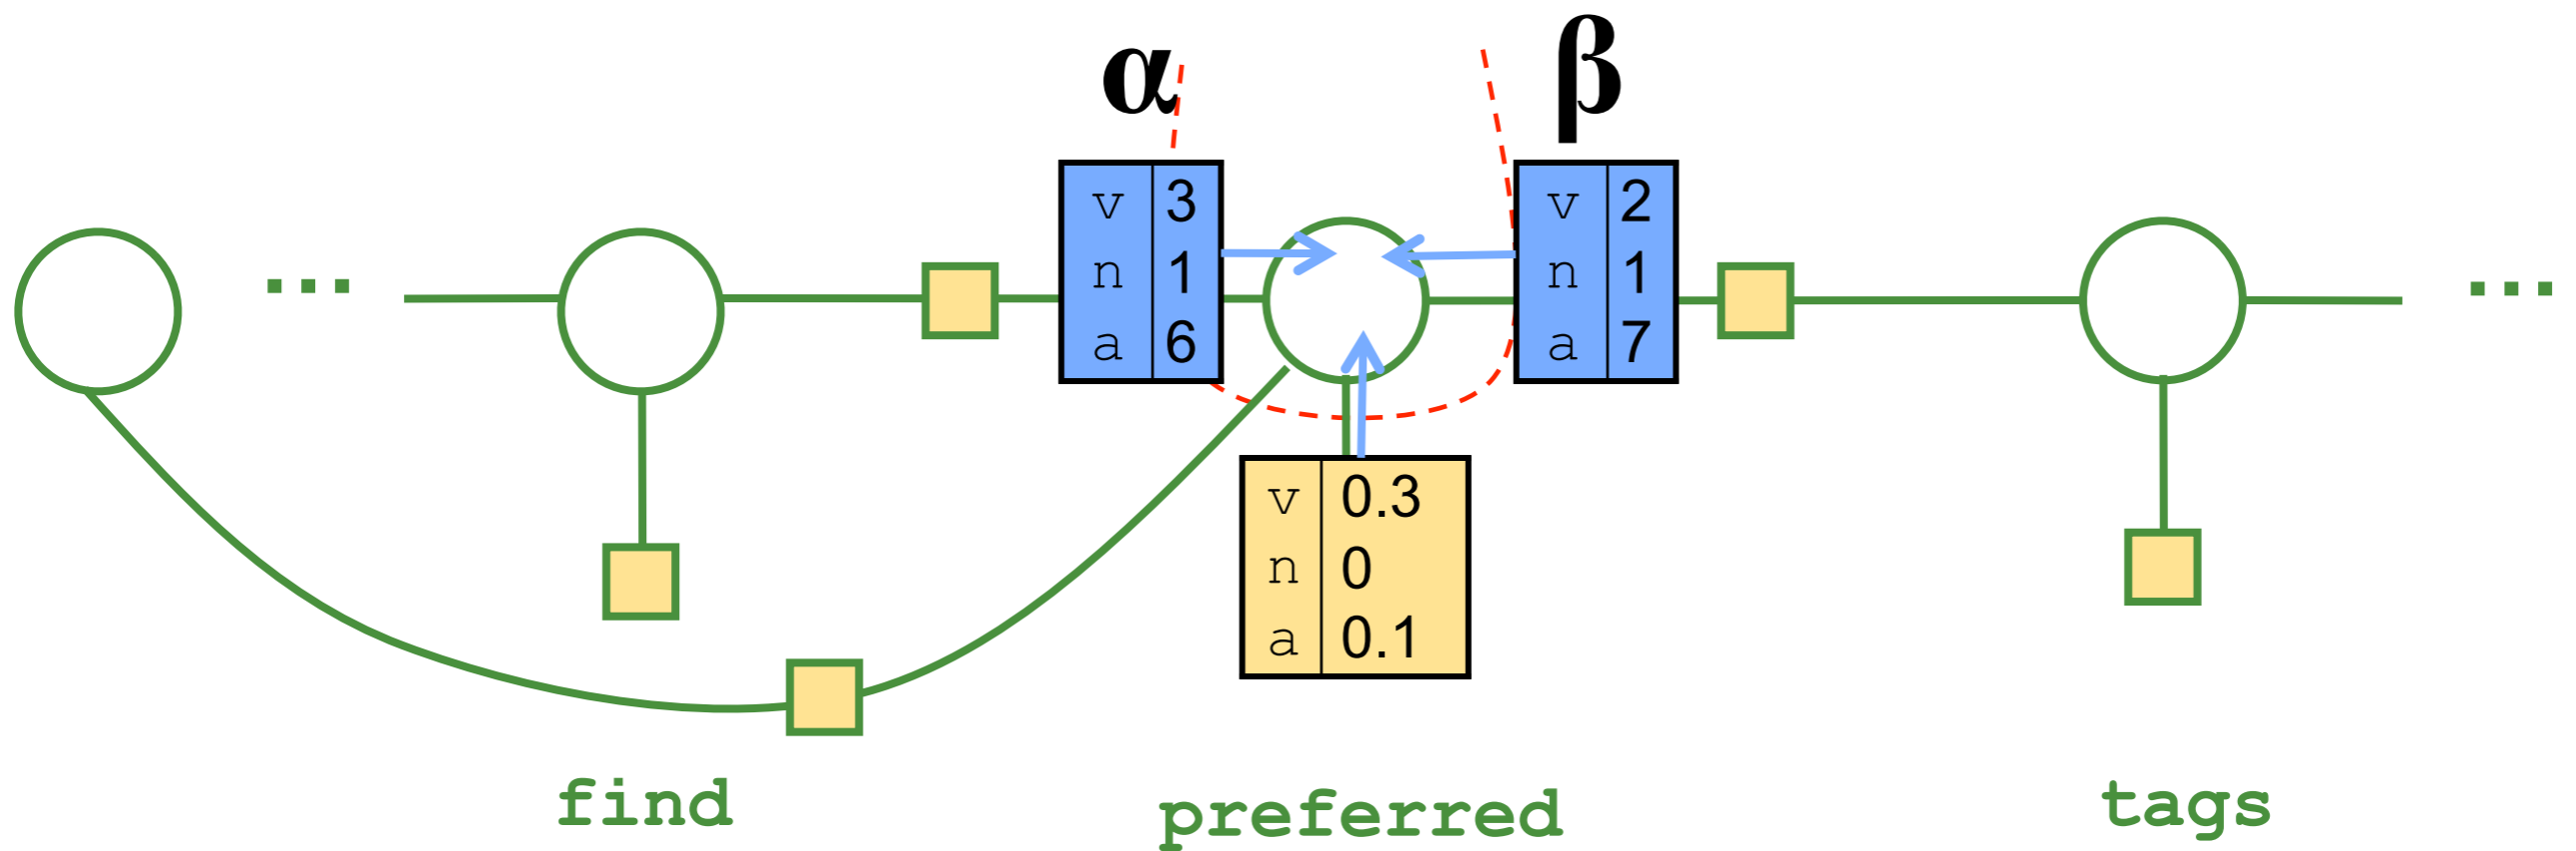 α β
v 3
n 1
a 6
v 2
n 1
a 7
v 0.3
n 0
a 0.1
... ...
find preferred tags